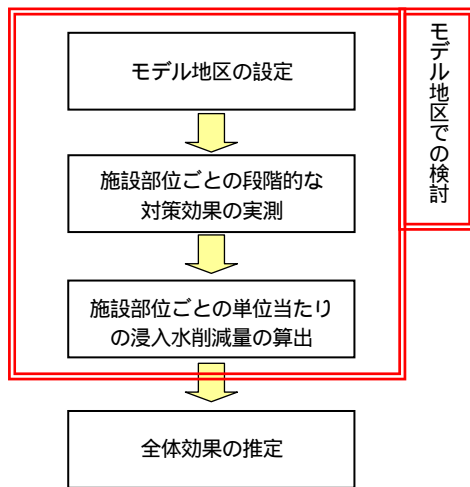 モデル地区の設定
施設部位ごとの段階的な
対策効果の実測
施設部位ごとの単位当たり
の浸入水削減量の算出
全体効果の推定
モデル地区での検討